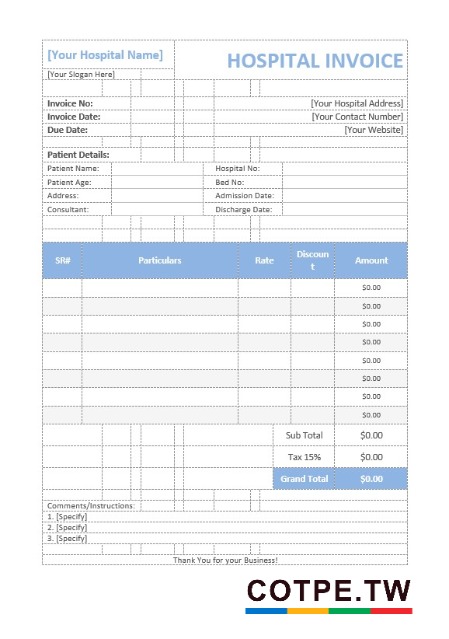 [Your Hospital Name]
HOSPITAL INVOICE
[Your Slogan Here]
Invoice No:
[Your Hospital Address]
Invoice Date:
[Your Contact Number]
Due Date:
[Your Website]
Patient Details:
Patient Name:
Hospital No:
Patient Age:
Bed No:
Address:
Admission Date:
Consultant:
Discharge Date:
SR# Particulars Rate Discoun
t
Amount
$0.00
$0.00
$0.00
$0.00
$0.00
$0.00
$0.00
$0.00
Sub Total $0.00
Tax 15% $0.00
Grand Total $0.00
Comments/Instructions:
1. [Specify]
2. [Specify]
3. [Specify]
Thank You for your Business!
COTPE.TW